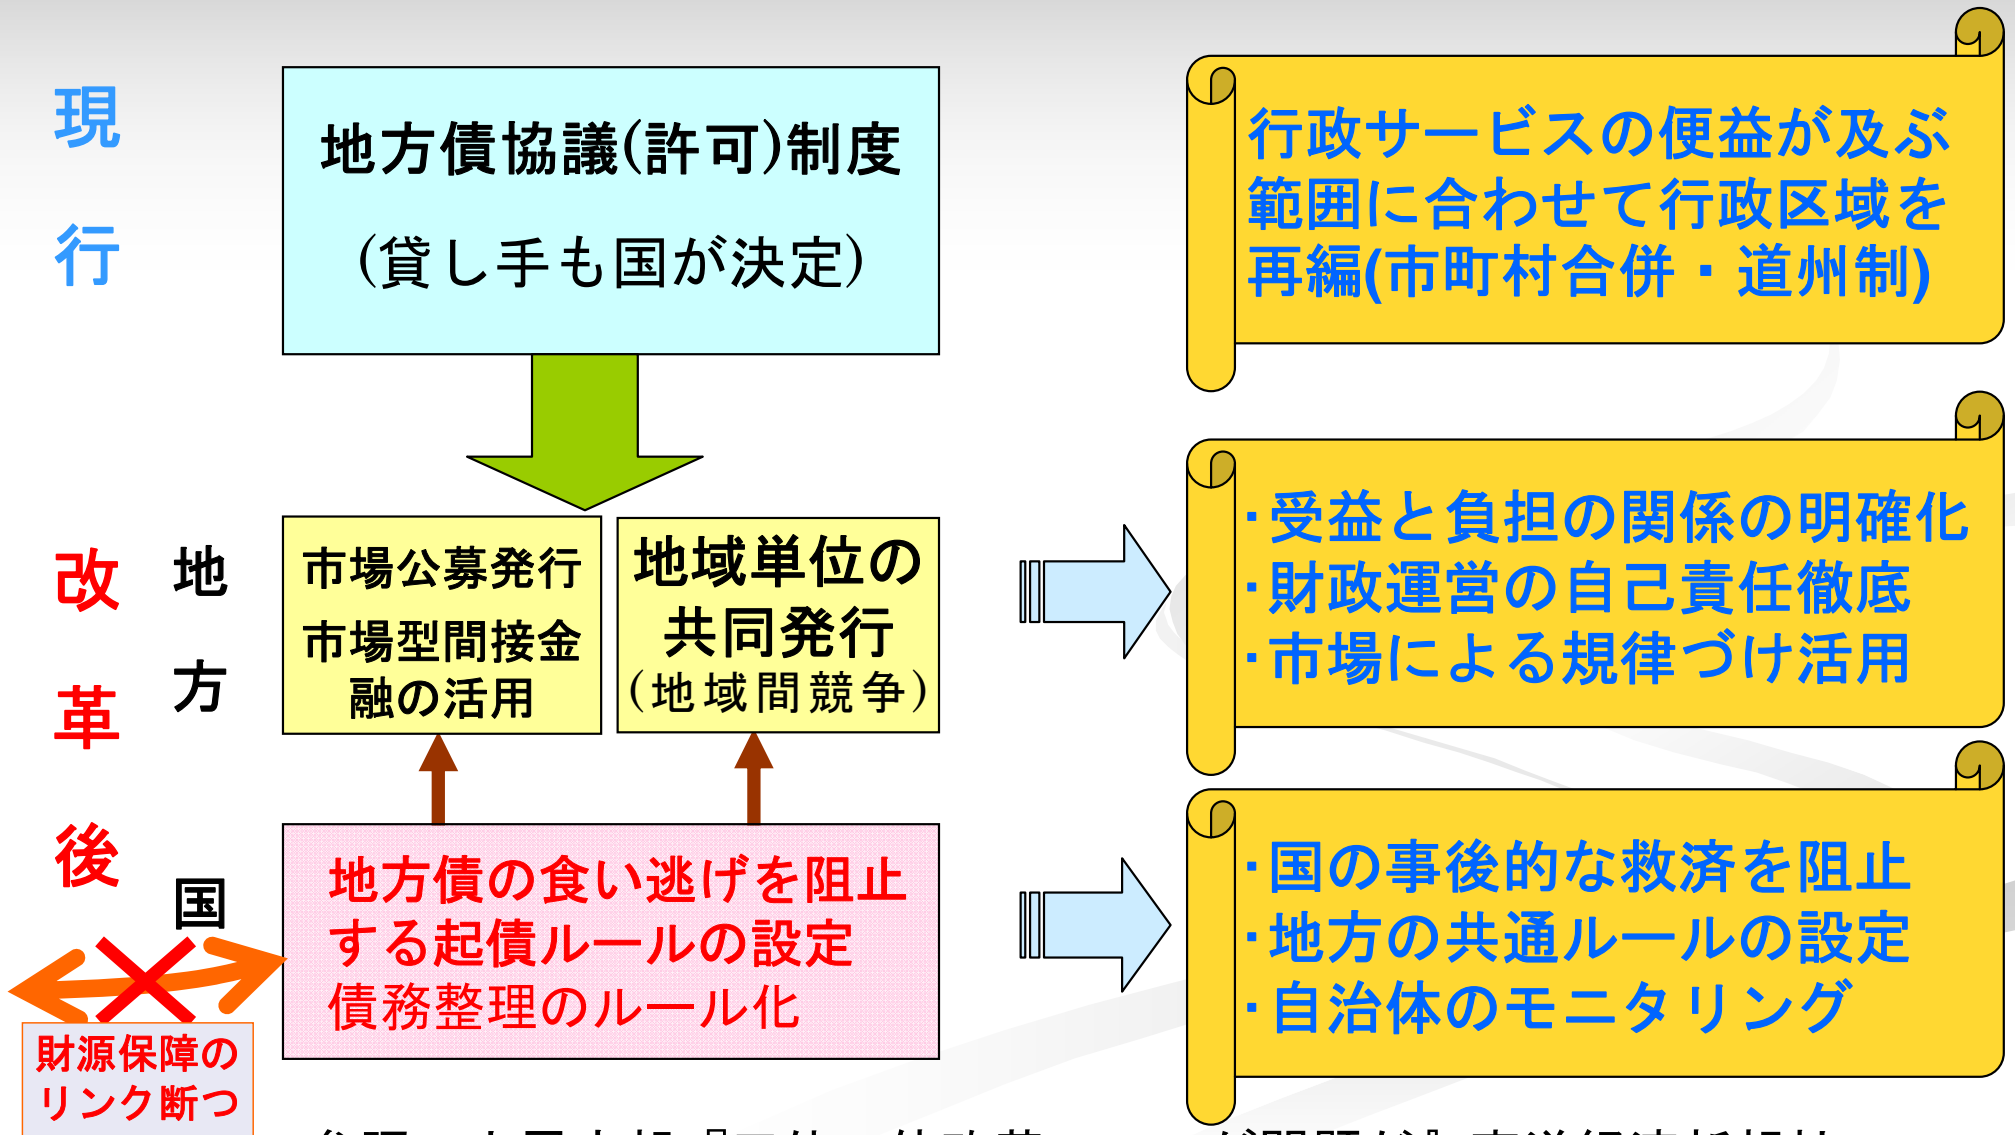 現行
地方債協議(許可)制度
(貸し手も国が決定)
行政サービスの便益が及ぶ
範囲に合わせて行政区域を
再編(市町村合併・道州制)
改革後
地方
市場公募発行
市場型間接金
融の活用
地域単位の
共同発行
(地域間競争)
・受益と負担の関係の明確化
・財政運営の自己責任徹底
・市場による規律づけ活用
国
地方債の食い逃げを阻止
する起債ルールの設定
債務整理のルール化
・国の事後的な救済を阻止
・地方の共通ルールの設定
・自治体のモニタリング
財源保障の
リンク断つ